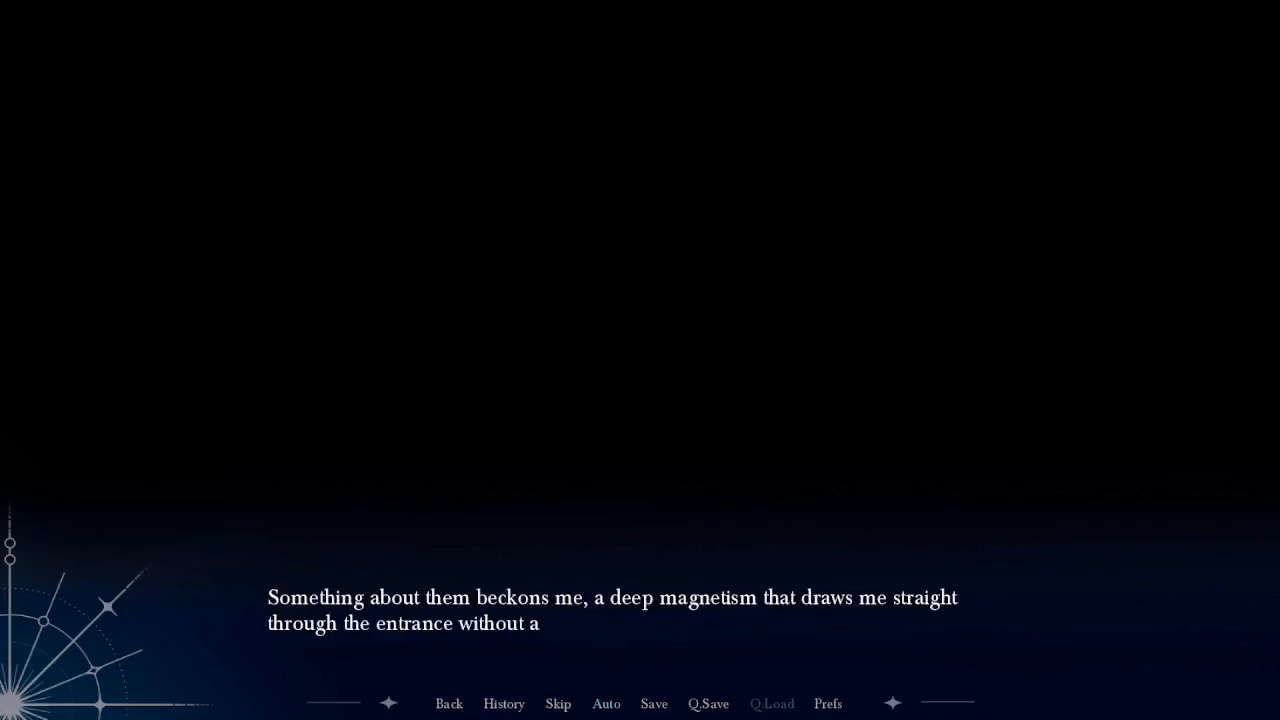 Something about them beckons me, a deep magnetism that draws me straight
through the entrance without a
Back History Skip Auto Save Q.Save Q.Load Prefs